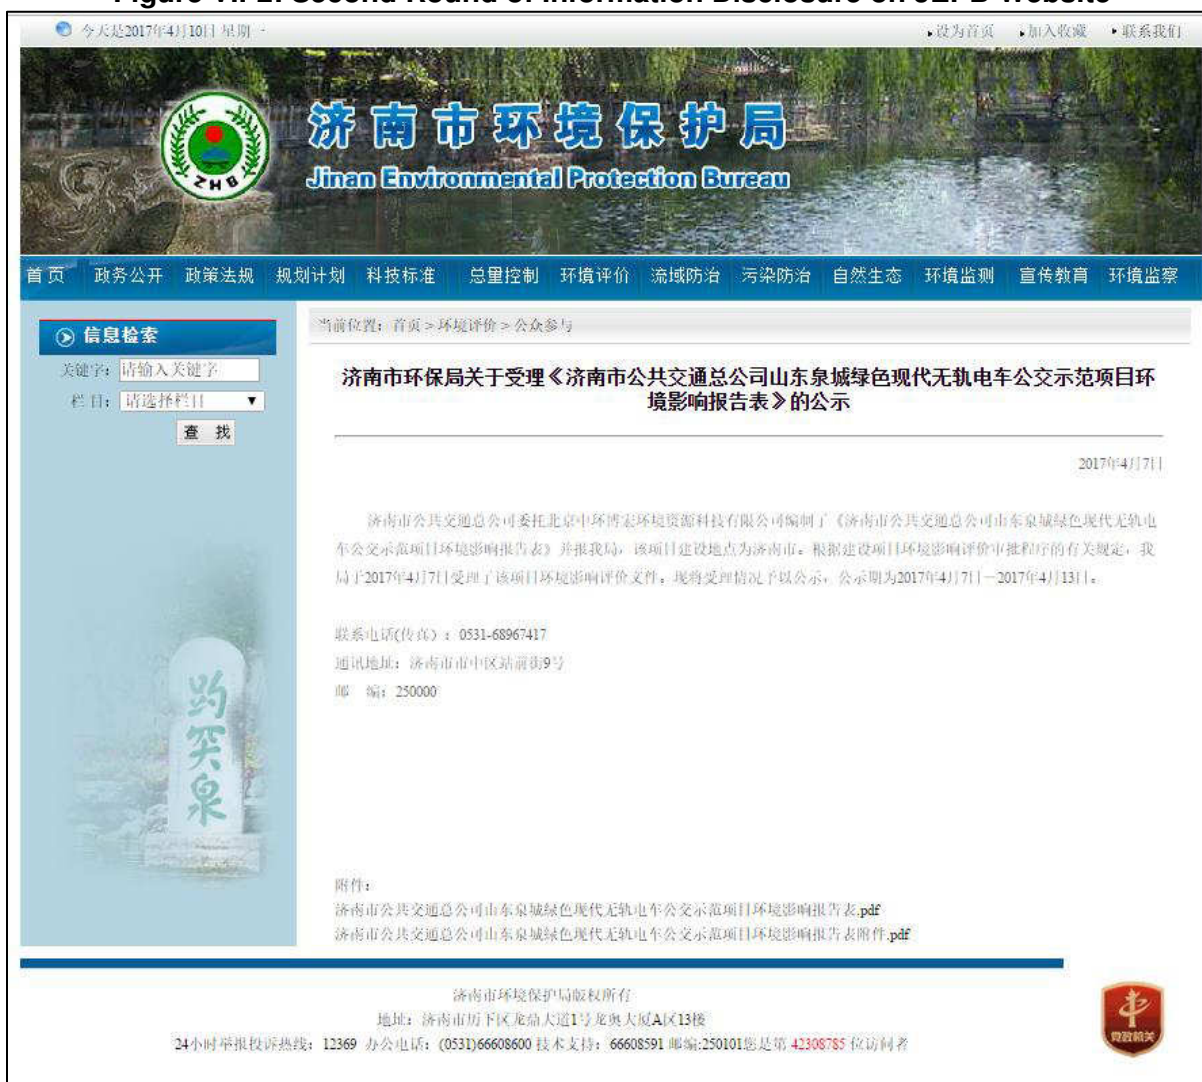 Figure VII-2: Second Round of Information Disclosure on JEPB Website
今天是2017年4月10日 星期一
设为首页 加入收藏 联系我们
ZHB
济南市环境保护局
Jinan Environmental Protection Bureau
首页 政务公开 政策法规 规划计划 科技标准 总量控制 环境评价 流域防治 污染防治 自然生态 环境监测 宣传教育 环境监察
信息检索
关键字：请输入关键字
栏 目：请选择栏目
查 找
趵突泉
当前位置：首页>环境评价>公众参与
济南市环保局关于受理《济南市公共交通总公司山东泉城绿色现代无轨电车公交示范项目环
境影响报告表》的公示
2017年4月7日
济南市公共交通总公司委托北京中环博宏环境资源科技有限公司编制了《济南市公共交通总公司山东泉城绿色现代无轨电
车公交示范项目环境影响报告表》并报我局，该项目建设地点为济南市。根据建设项目环境影响评价审批程序的有关规定，我
局于2017年4月7日受理了该项目环境影响评价文件。现将受理情况予以公示，公示期为2017年4月7日－2017年4月13日。
联系电话(传真)：0531-68967417
通讯地址：济南市市中区站前街9号
邮 编：250000
附件：
济南市公共交通总公司山东泉城绿色现代无轨电车公交示范项目环境影响报告表.pdf
济南市公共交通总公司山东泉城绿色现代无轨电车公交示范项目环境影响报告表附件.pdf
济南市环境保护局版权所有
地址：济南市历下区龙鼎大道1号龙奥大厦A区13楼
24小时举报投诉热线：12369 办公电话：(0531)66608600 技术支持：66608591 邮编:250101您是第 42308785 位访问者
党政机关